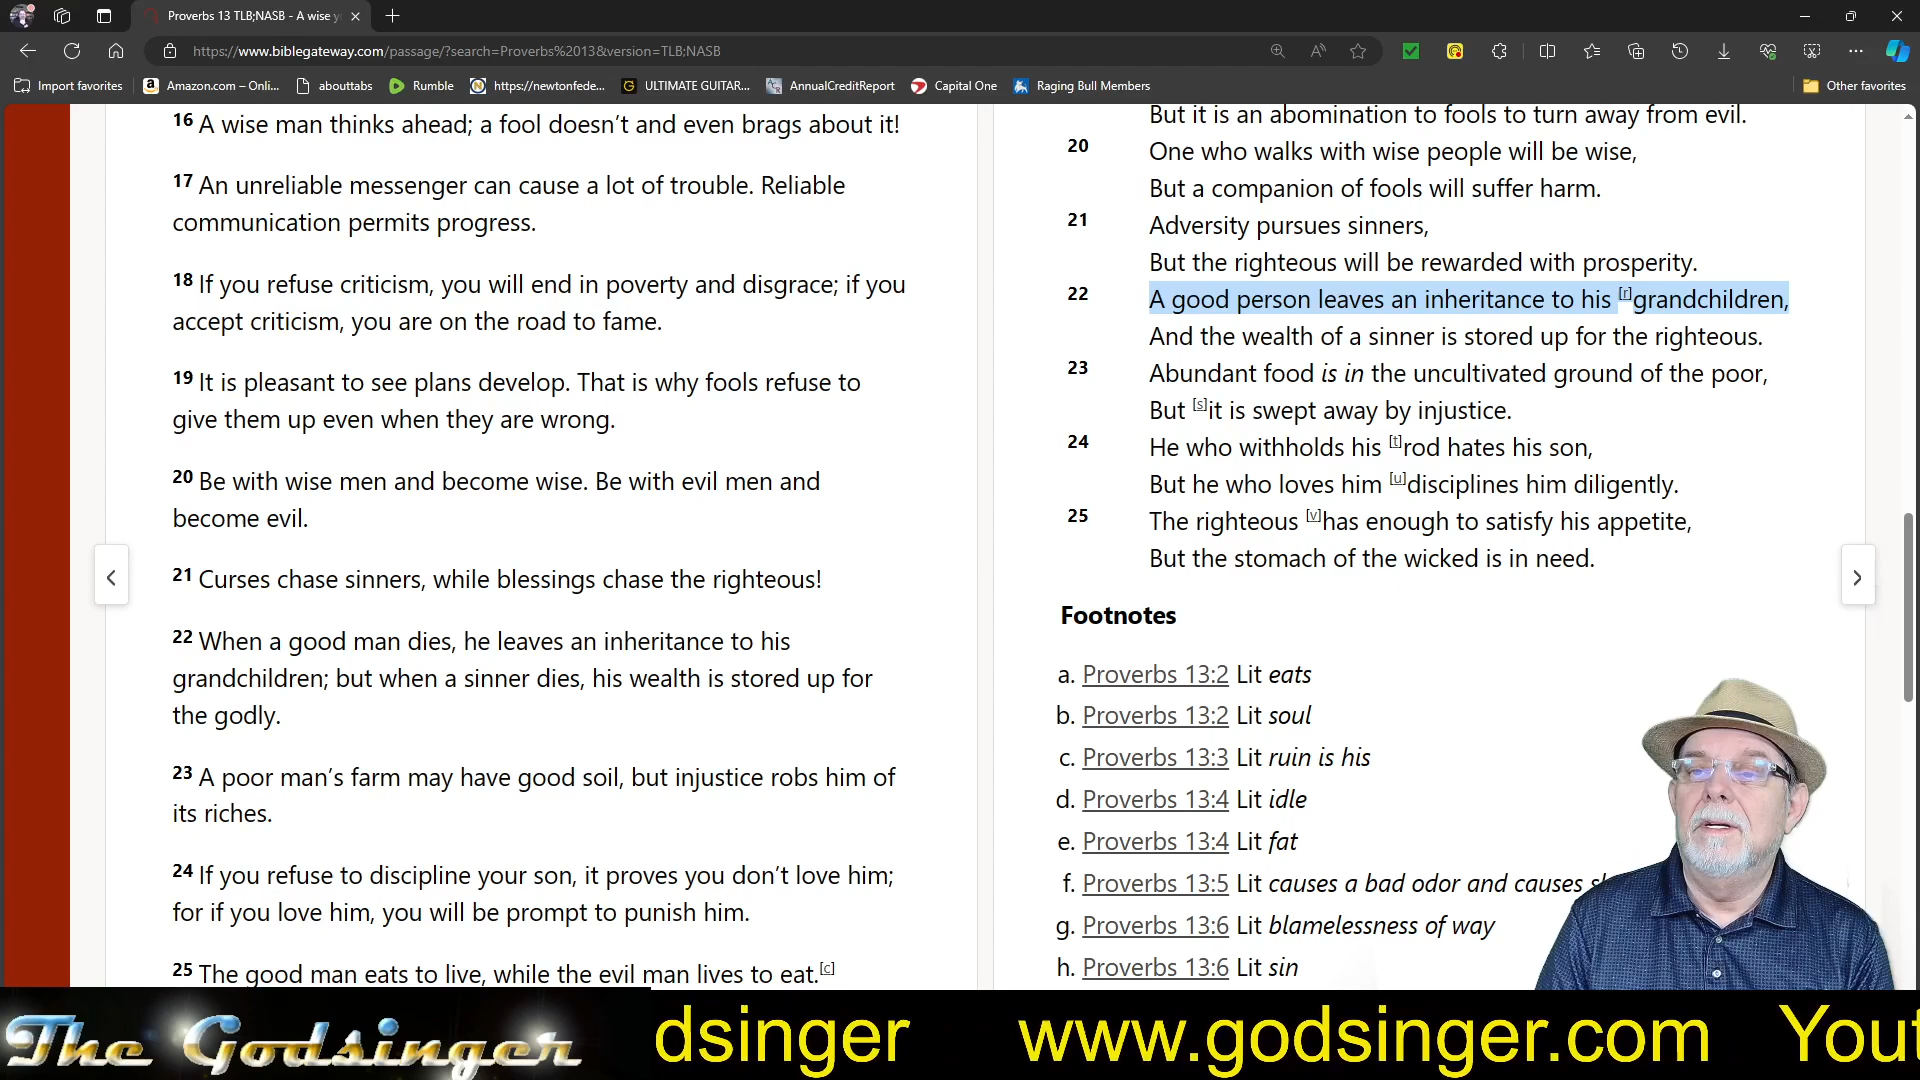 Proverbs 13 TLB;NASB - A wise y
https://www.biblegateway.com/passage/?search=Proverbs%2013&version=TLB;NASB
Import favorites
Amazon.com – Onli...
abouttabs
Rumble
https://newtonfede...
ULTIMATE GUITAR...
AnnualCreditReport
Capital One
Raging Bull Members
Other favorites
16 A wise man thinks ahead; a fool doesn't and even brags about it!
17 An unreliable messenger can cause a lot of trouble. Reliable
communication permits progress.
18 If you refuse criticism, you will end in poverty and disgrace; if you
accept criticism, you are on the road to fame.
19 It is pleasant to see plans develop. That is why fools refuse to
give them up even when they are wrong.
20 Be with wise men and become wise. Be with evil men and
become evil.
21 Curses chase sinners, while blessings chase the righteous!
22 When a good man dies, he leaves an inheritance to his
grandchildren; but when a sinner dies, his wealth is stored up for
the godly.
23 A poor man's farm may have good soil, but injustice robs him of
its riches.
24 If you refuse to discipline your son, it proves you don't love him;
for if you love him, you will be prompt to punish him.
25 The good man eats to live, while the evil man lives to eat.[c]
But it is an abomination to fools to turn away from evil.
20 One who walks with wise people will be wise,
But a companion of fools will suffer harm.
21 Adversity pursues sinners,
But the righteous will be rewarded with prosperity.
22 A good person leaves an inheritance to his [r]grandchildren,
And the wealth of a sinner is stored up for the righteous.
23 Abundant food is in the uncultivated ground of the poor,
But [s]it is swept away by injustice.
24 He who withholds his [t]rod hates his son,
But he who loves him [u]disciplines him diligently.
25 The righteous [v]has enough to satisfy his appetite,
But the stomach of the wicked is in need.
Footnotes
a. Proverbs 13:2 Lit eats
b. Proverbs 13:2 Lit soul
c. Proverbs 13:3 Lit ruin is his
d. Proverbs 13:4 Lit idle
e. Proverbs 13:4 Lit fat
f. Proverbs 13:5 Lit causes a bad odor and causes
g. Proverbs 13:6 Lit blamelessness of way
h. Proverbs 13:6 Lit sin
The Godsinger
dsinger www.godsinger.com Yout